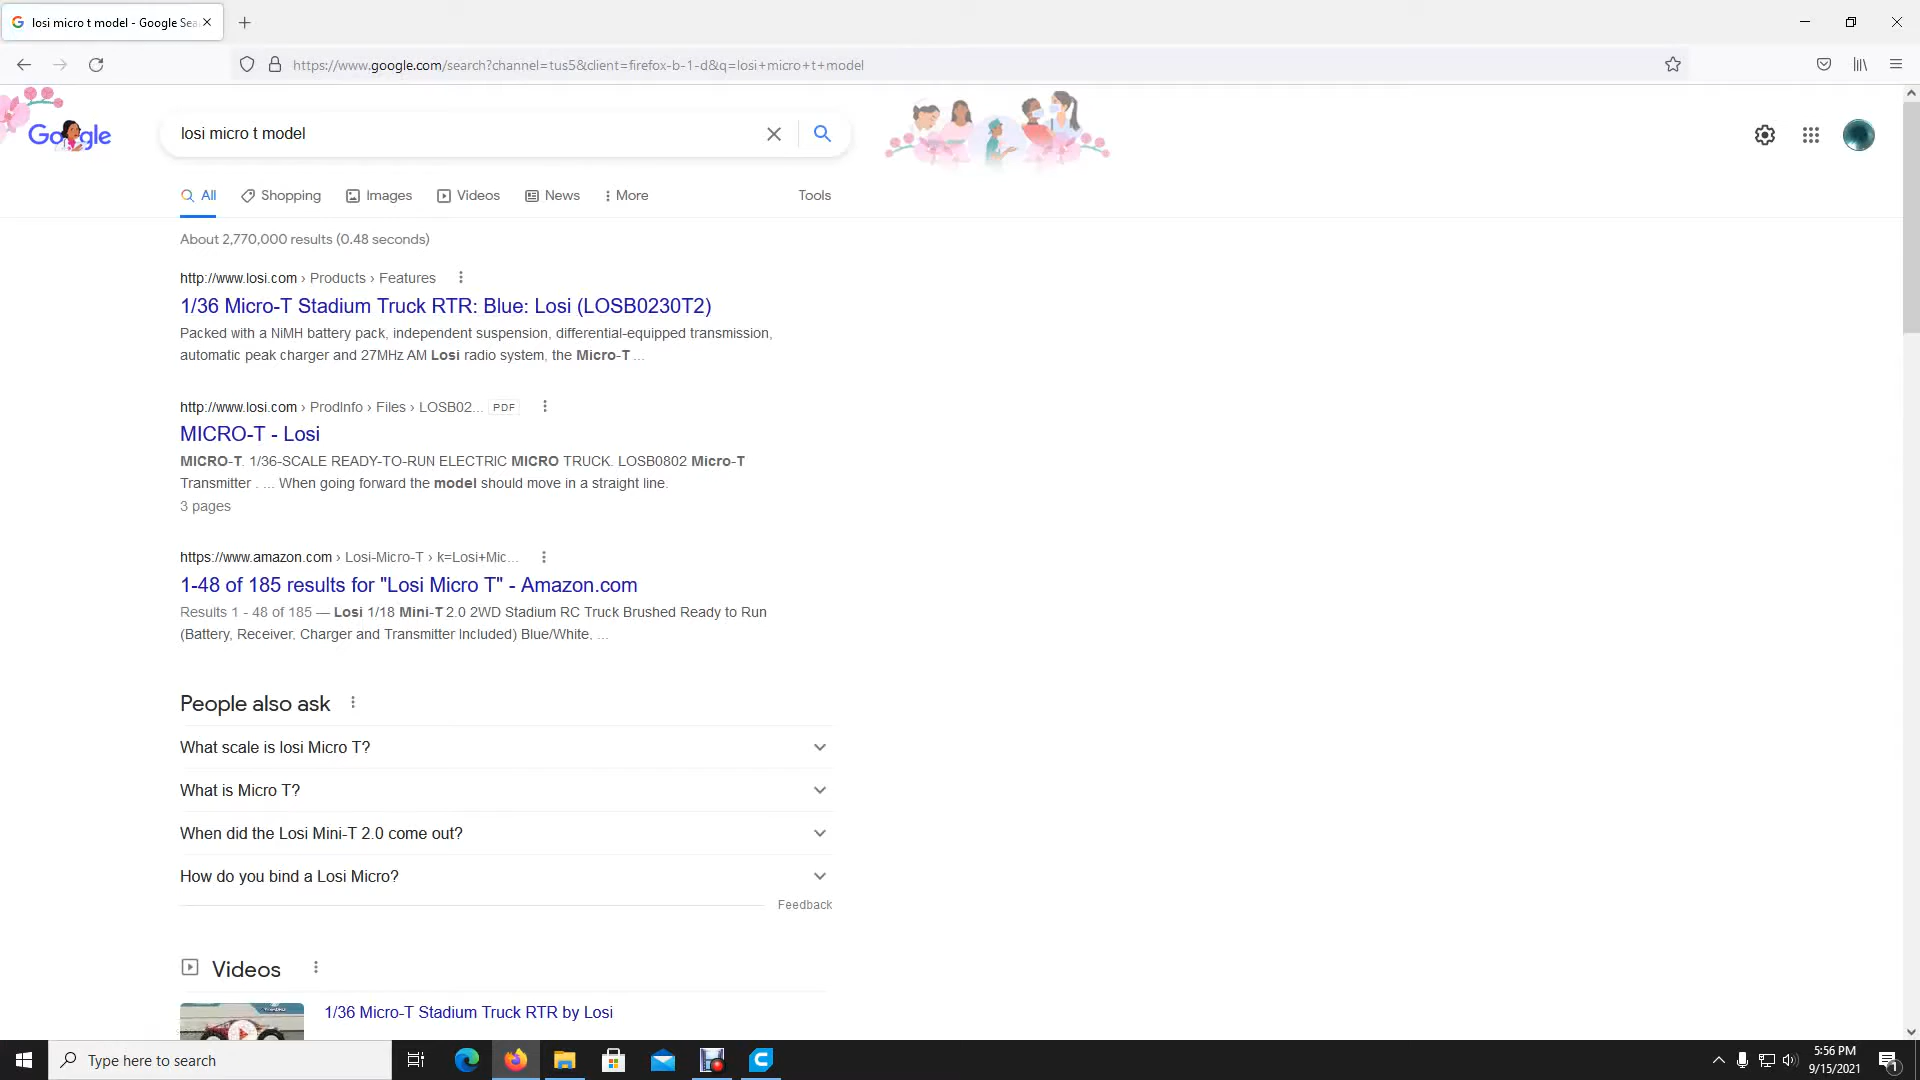 losi micro t model - Google Sea
https://www.google.com/search?channel=tus5&client=firefox-b-1-d&q=losi+micro+t+model
Google
losi micro t model
All
Shopping
Images
Videos
News
More
Tools
About 2,770,000 results (0.48 seconds)
http://www.losi.com › Products › Features
1/36 Micro-T Stadium Truck RTR: Blue: Losi (LOSB0230T2)
Packed with a NiMH battery pack, independent suspension, differential-equipped transmission,
automatic peak charger and 27MHz AM Losi radio system, the Micro-T ...
http://www.losi.com › ProdInfo › Files › LOSB02... PDF
MICRO-T - Losi
MICRO-T. 1/36-SCALE READY-TO-RUN ELECTRIC MICRO TRUCK. LOSB0802 Micro-T
Transmitter . ... When going forward the model should move in a straight line.
3 pages
https://www.amazon.com › Losi-Micro-T › k=Losi+Mic...
1-48 of 185 results for "Losi Micro T" - Amazon.com
Results 1 - 48 of 185 — Losi 1/18 Mini-T 2.0 2WD Stadium RC Truck Brushed Ready to Run
(Battery, Receiver, Charger and Transmitter Included) Blue/White, ...
People also ask
What scale is losi Micro T?
What is Micro T?
When did the Losi Mini-T 2.0 come out?
How do you bind a Losi Micro?
Feedback
Videos
1/36 Micro-T Stadium Truck RTR by Losi
Type here to search
5:56 PM
9/15/2021
1